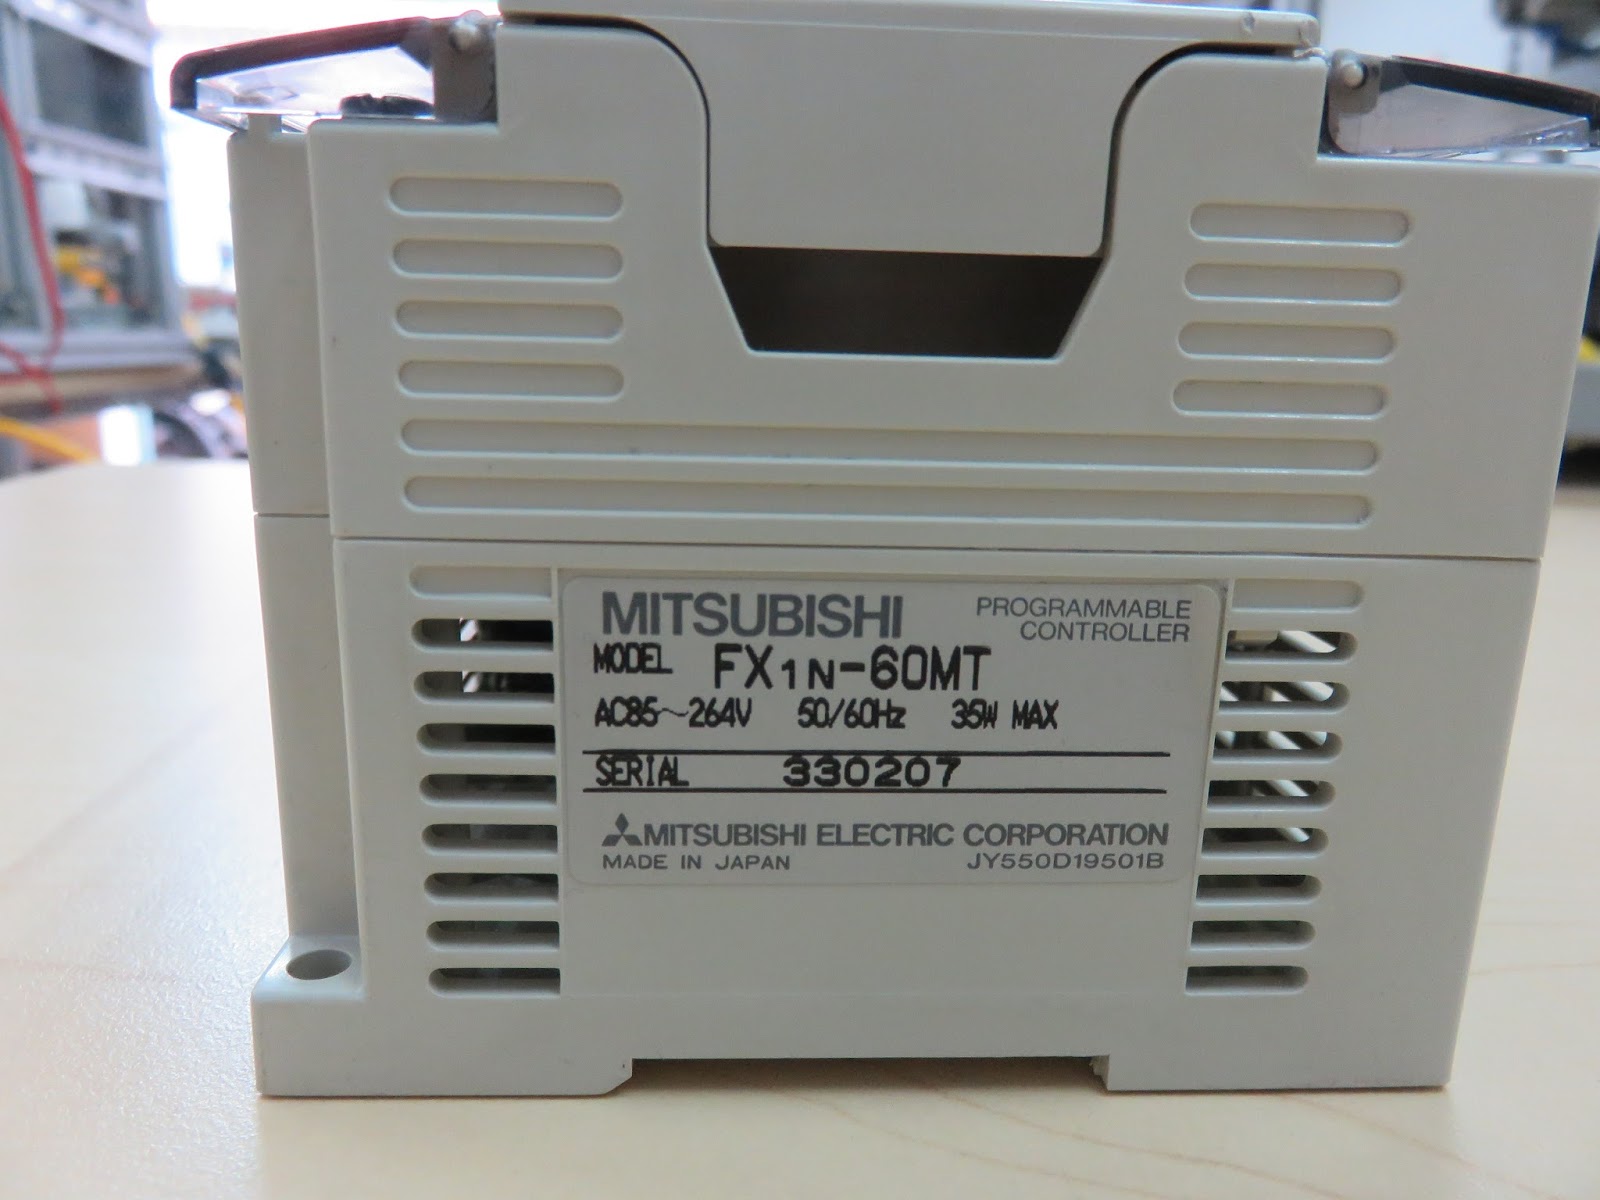 MITSUBISHI
PROGRAMMABLE
CONTROLLER
MODEL FX1N-60MT
AC85~264V 50/60Hz 35W MAX
SERIAL 330207
MITSUBISHI ELECTRIC CORPORATION
MADE IN JAPAN JY550D19501B